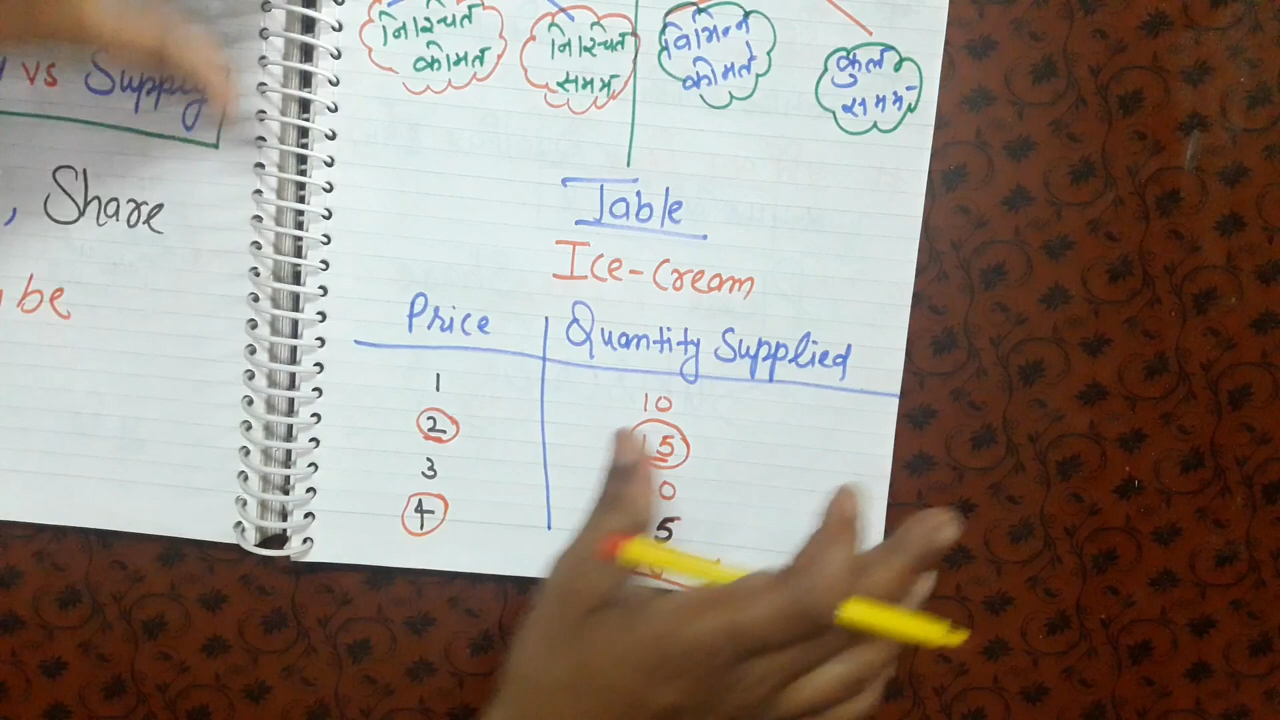 vs Supply
, Share
be
निश्चित
कीमत
निश्चित
समय
विभिन्न
कीमतें
कुल
समय
Table
Ice-Cream
Price Quantity Supplied
1 10
2 15
3 0
4 5